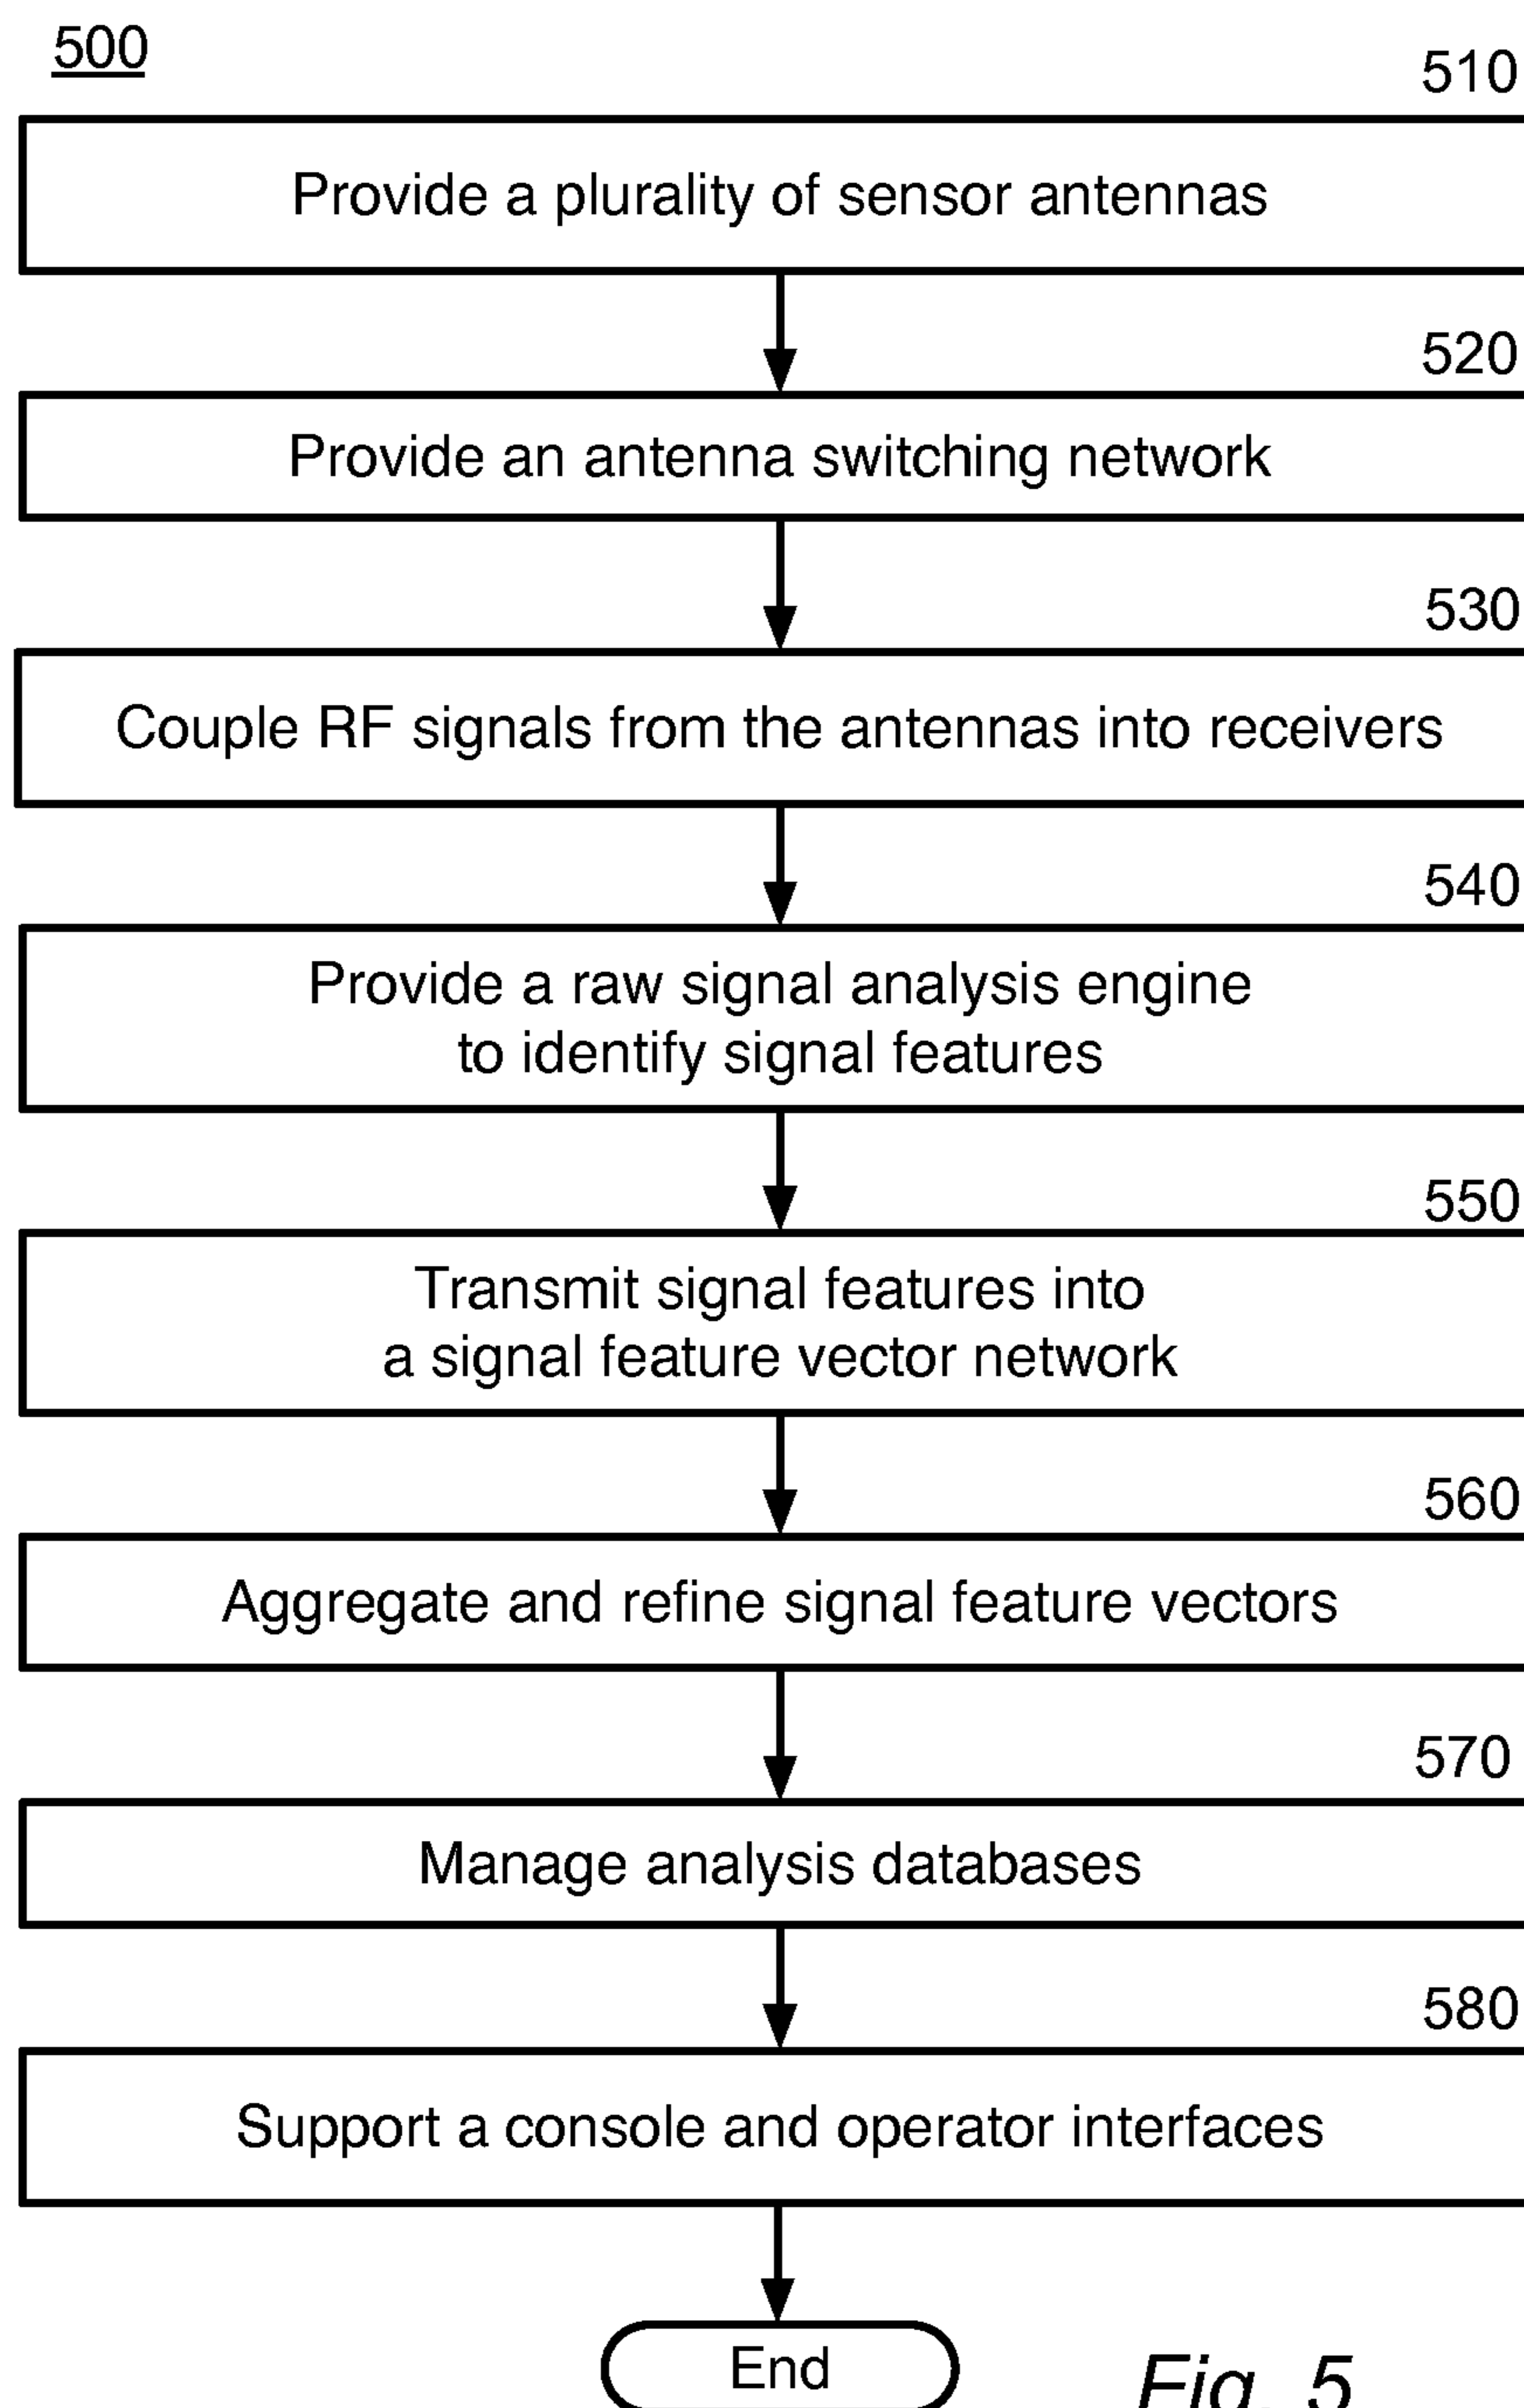 500
510
Provide a plurality of sensor antennas
520
Provide an antenna switching network
530
Couple RF signals from the antennas into receivers
540
Provide a raw signal analysis engine
to identify signal features
550
Transmit signal features into
a signal feature vector network
560
Aggregate and refine signal feature vectors
570
Manage analysis databases
580
Support a console and operator interfaces
End
Fig. 5